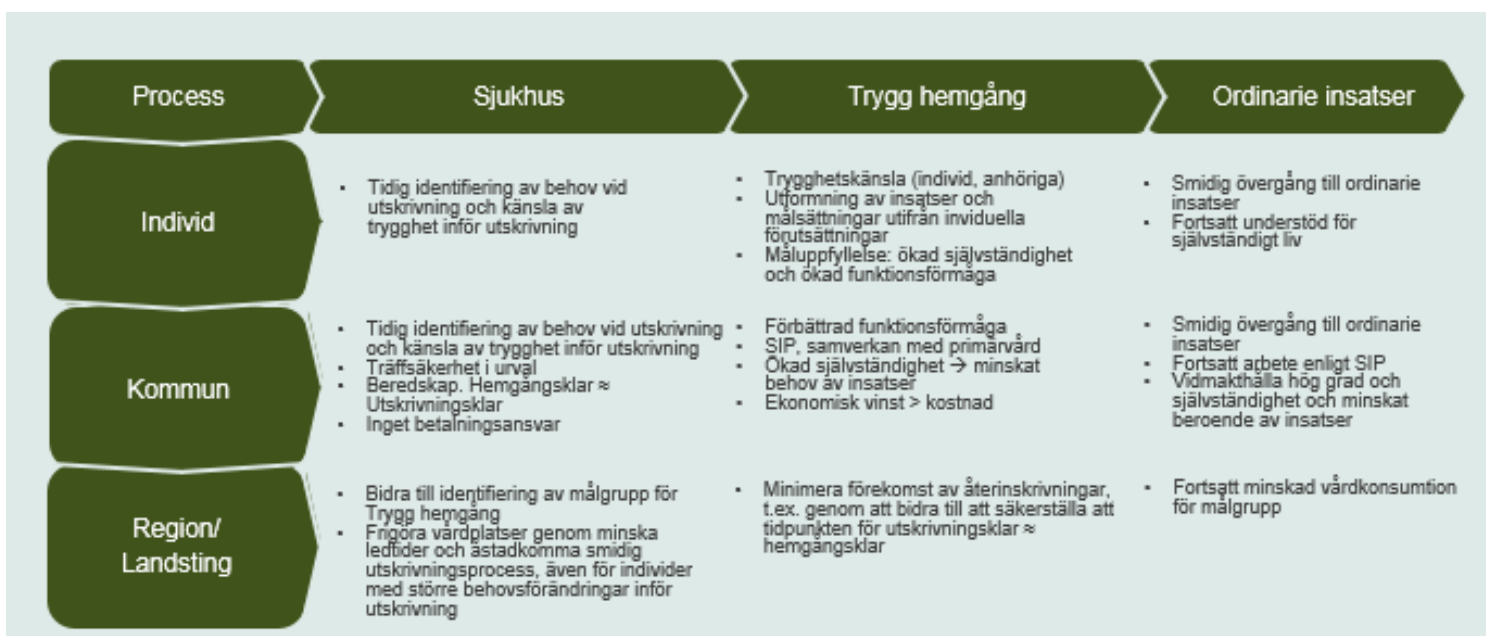 Process
Sjukhus
Trygg hemgång
Ordinarie insatser
Individ
▪ Tidig identifiering av behov vid
utskrivning och känsla av
trygghet inför utskrivning
▪ Trygghetskänsla (individ, anhöriga)
▪ Utformning av insatser och
målsättningar utifrån inviduella
förutsättningar
▪ Måluppfyllelse: ökad självständighet
och ökad funktionsförmåga
▪ Smidig övergång till ordinarie
insatser
▪ Fortsatt understöd för
självständigt liv
Kommun
▪ Tidig identifiering av behov vid utskrivning
och känsla av trygghet inför utskrivning
▪ Träffsäkerhet i urval
▪ Beredskap. Hemgångsklar ≈
Utskrivningsklar
▪ Inget betalningsansvar
▪ Förbättrad funktionsförmåga
▪ SIP, samverkan med primärvård
▪ Ökad självständighet → minskat
behov av insatser
▪ Ekonomisk vinst > kostnad
▪ Smidig övergång till ordinarie
insatser
▪ Fortsatt arbete enligt SIP
▪ Vidmakthålla hög grad och
självständighet och minskat
beroende av insatser
Region/
Landsting
▪ Bidra till identifiering av målgrupp för
Trygg hemgång
▪ Frigöra vårdplatser genom minska
ledtider och åstadkomma smidig
utskrivningsprocess, även för individer
med större behovsförändringar inför
utskrivning
▪ Minimera förekomst av återinskrivningar,
t.ex. genom att bidra till att säkerställa att
tidpunkten för utskrivningsklar ≈
hemgångsklar
▪ Fortsatt minskad vårdkonsumtion
för målgrupp